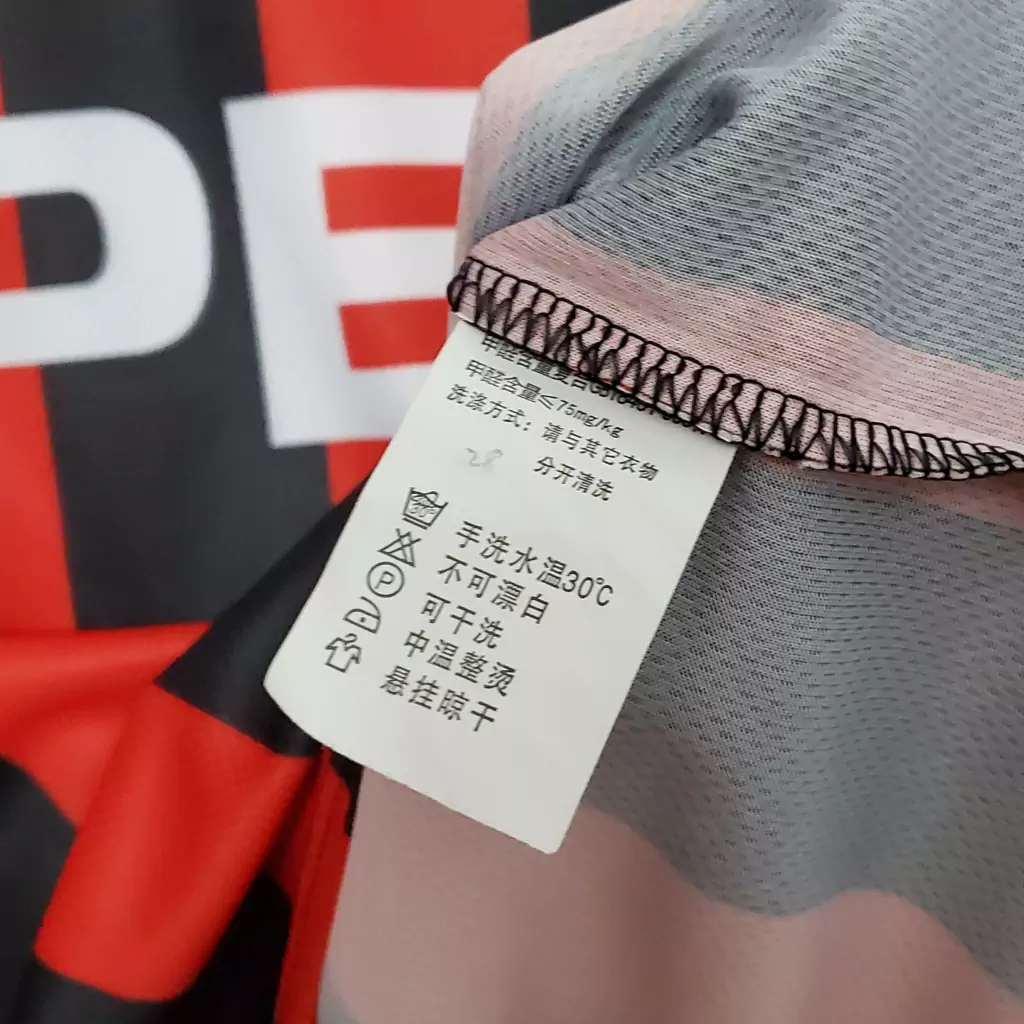 PE
甲醛含量≤75mg/kg
洗涤方式：请与其它衣物
分开清洗
28
30°
手洗水温30℃
不可漂白
P
可干洗
中温整烫
悬挂晾干